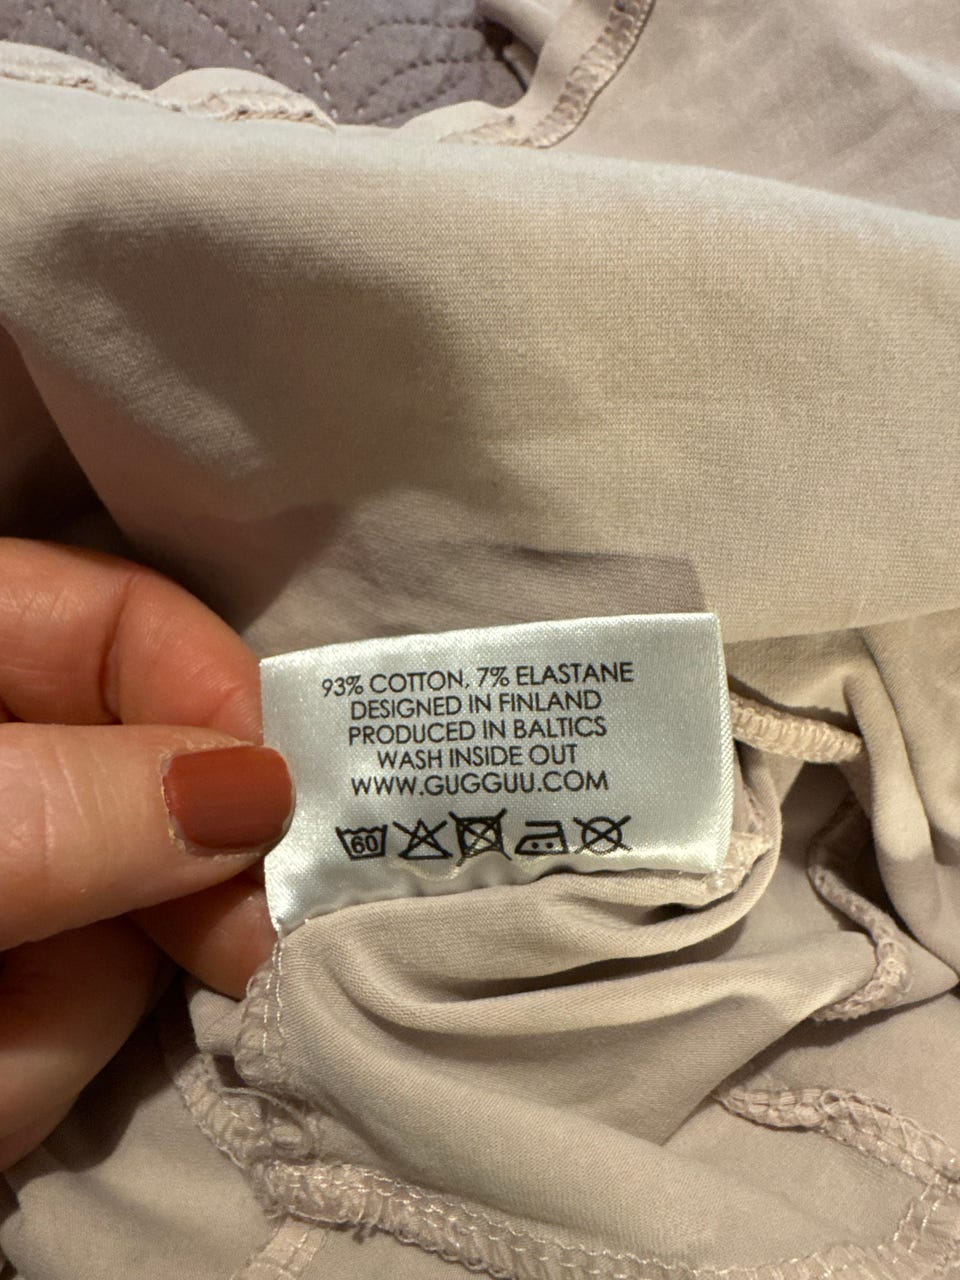 93% COTTON, 7% ELASTANE
DESIGNED IN FINLAND
PRODUCED IN BALTICS
WASH INSIDE OUT
WWW.GUGGUU.COM
60